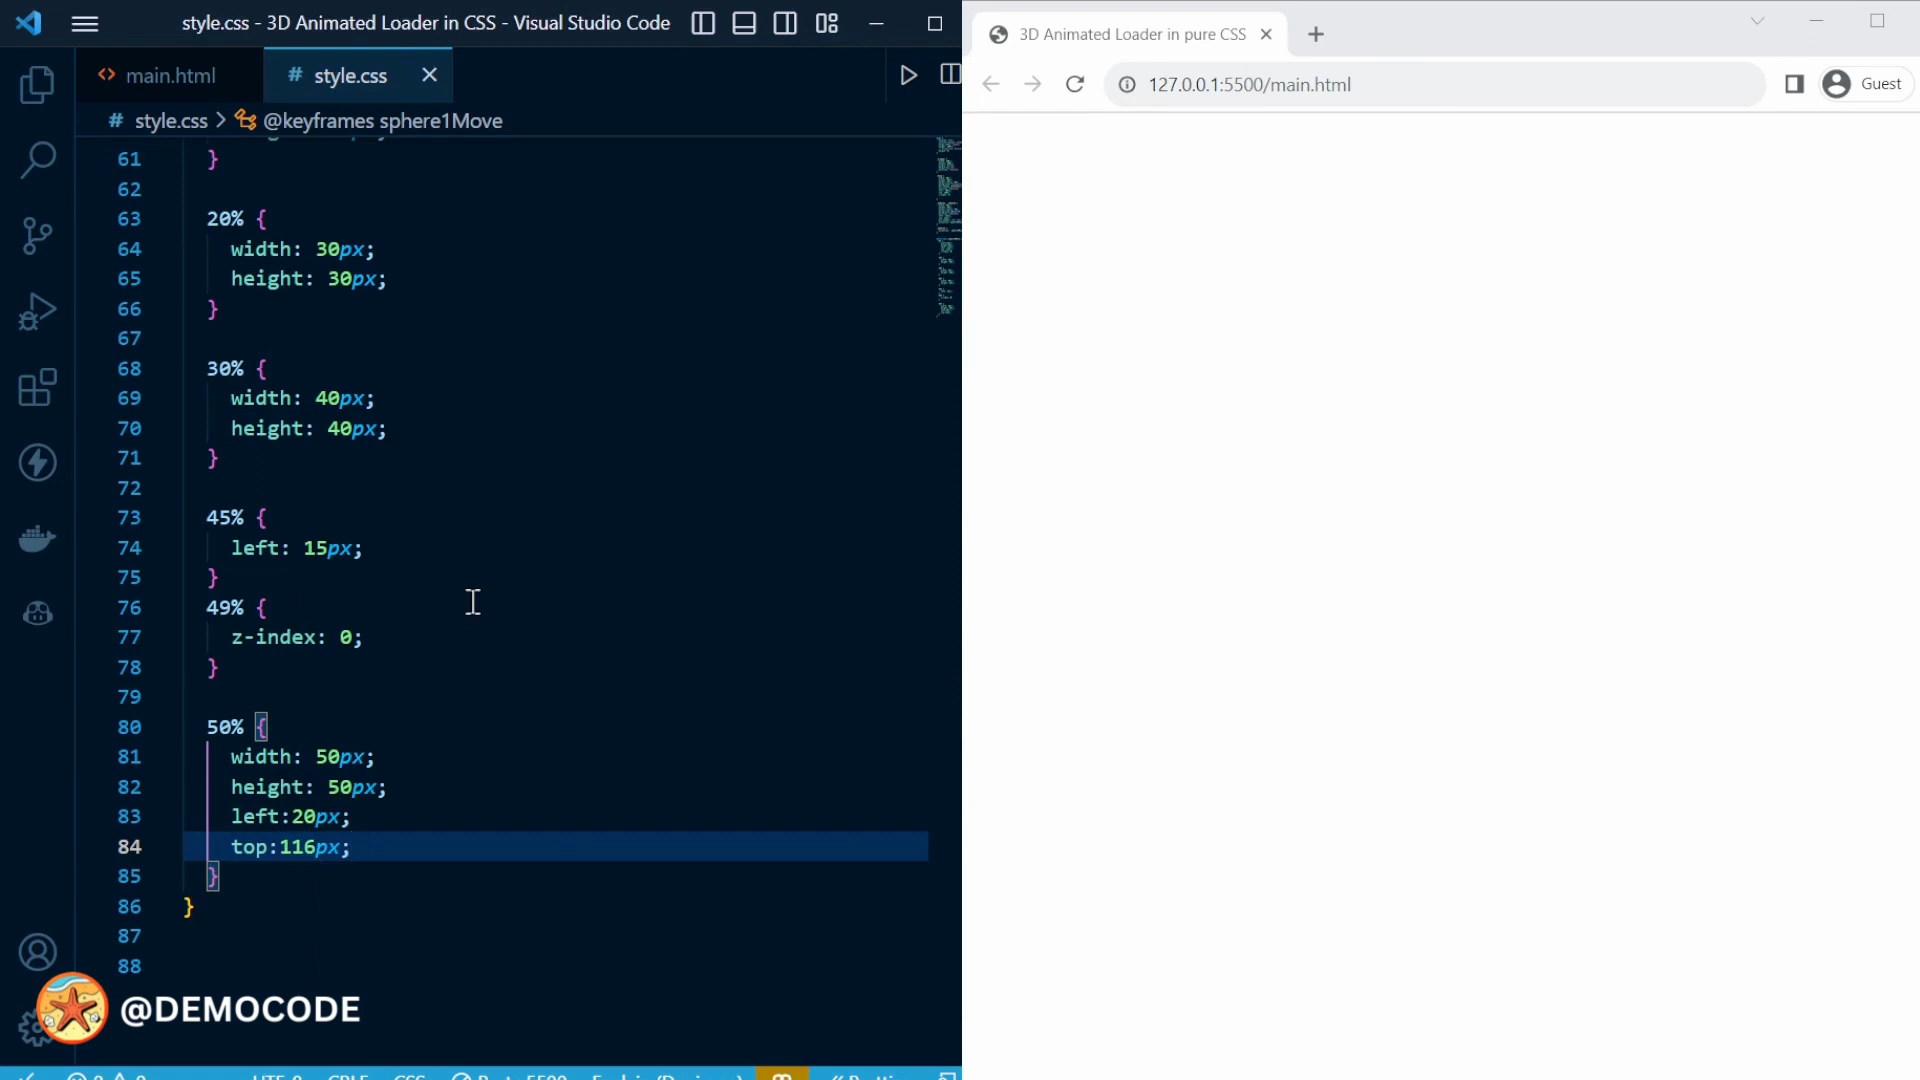 style.css - 3D Animated Loader in CSS - Visual Studio Code
3D Animated Loader in pure CSS
main.html
# style.css
127.0.0.1:5500/main.html
Guest
# style.css > @keyframes sphere1Move
61 }
62
63 20% {
64 width: 30px;
65 height: 30px;
66 }
67
68 30% {
69 width: 40px;
70 height: 40px;
71 }
72
73 45% {
74 left: 15px;
75 }
76 49% {
77 z-index: 0;
78 }
79
80 50% {
81 width: 50px;
82 height: 50px;
83 left:20px;
84 top:116px;
85 }
86 }
87
88
@DEMOCODE